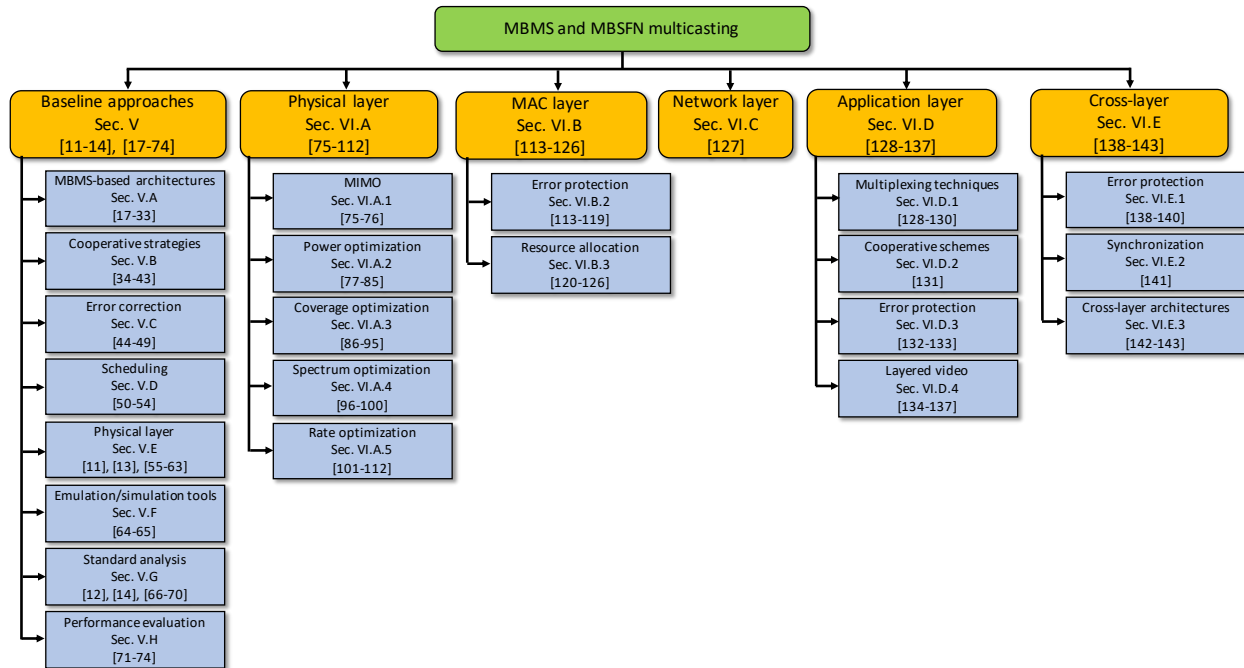 MBMS and MBSFN multicasting
Baseline approaches
Sec. V
[11-14], [17-74]
MBMS-based architectures
Sec. V.A
[17-33]
Cooperative strategies
Sec. V.B
[34-43]
Error correction
Sec. V.C
[44-49]
Scheduling
Sec. V.D
[50-54]
Physical layer
Sec. V.E
[11], [13], [55-63]
Emulation/simulation tools
Sec. V.F
[64-65]
Standard analysis
Sec. V.G
[12], [14], [66-70]
Performance evaluation
Sec. V.H
[71-74]
Physical layer
Sec. VI.A
[75-112]
MIMO
Sec. VI.A.1
[75-76]
Power optimization
Sec. VI.A.2
[77-85]
Coverage optimization
Sec. VI.A.3
[86-95]
Spectrum optimization
Sec. VI.A.4
[96-100]
Rate optimization
Sec. VI.A.5
[101-112]
MAC layer
Sec. VI.B
[113-126]
Error protection
Sec. VI.B.2
[113-119]
Resource allocation
Sec. VI.B.3
[120-126]
Network layer
Sec. VI.C
[127]
Application layer
Sec. VI.D
[128-137]
Multiplexing techniques
Sec. VI.D.1
[128-130]
Cooperative schemes
Sec. VI.D.2
[131]
Error protection
Sec. VI.D.3
[132-133]
Layered video
Sec. VI.D.4
[134-137]
Cross-layer
Sec. VI.E
[138-143]
Error protection
Sec. VI.E.1
[138-140]
Synchronization
Sec. VI.E.2
[141]
Cross-layer architectures
Sec. VI.E.3
[142-143]